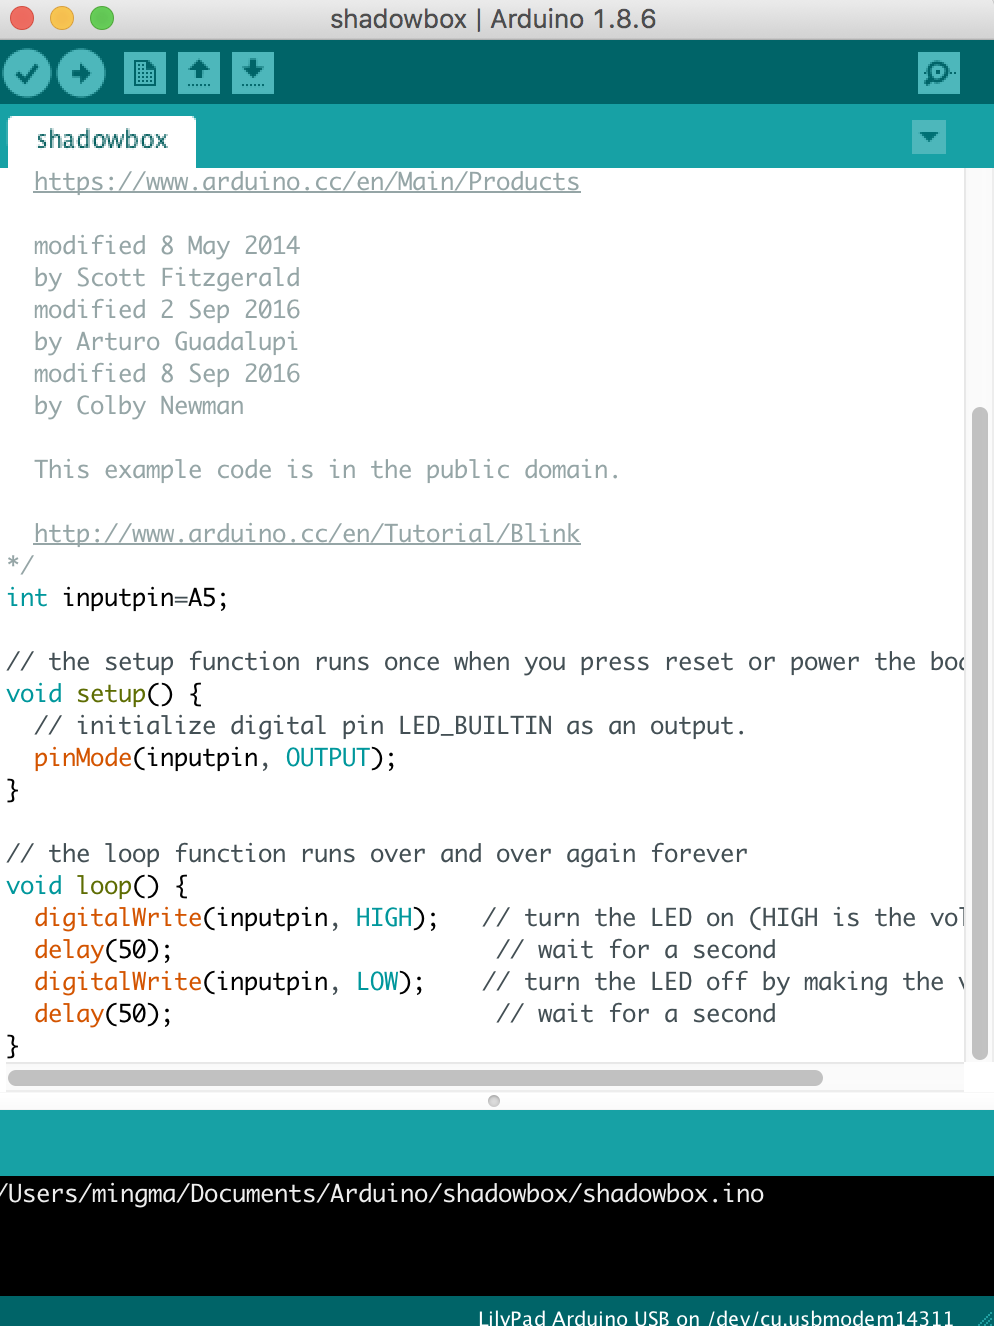 shadowbox | Arduino 1.8.6
shadowbox
https://www.arduino.cc/en/Main/Products
modified 8 May 2014
by Scott Fitzgerald
modified 2 Sep 2016
by Arturo Guadalupi
modified 8 Sep 2016
by Colby Newman
This example code is in the public domain.
http://www.arduino.cc/en/Tutorial/Blink
*/
int inputpin=A5;
// the setup function runs once when you press reset or power the boa
void setup() {
// initialize digital pin LED_BUILTIN as an output.
pinMode(inputpin, OUTPUT);
}
// the loop function runs over and over again forever
void loop() {
digitalWrite(inputpin, HIGH); // turn the LED on (HIGH is the vol
delay(50); // wait for a second
digitalWrite(inputpin, LOW); // turn the LED off by making the v
delay(50); // wait for a second
}
/Users/mingma/Documents/Arduino/shadowbox/shadowbox.ino
LilyPad Arduino USB on /dev/cu.usbmodem14311